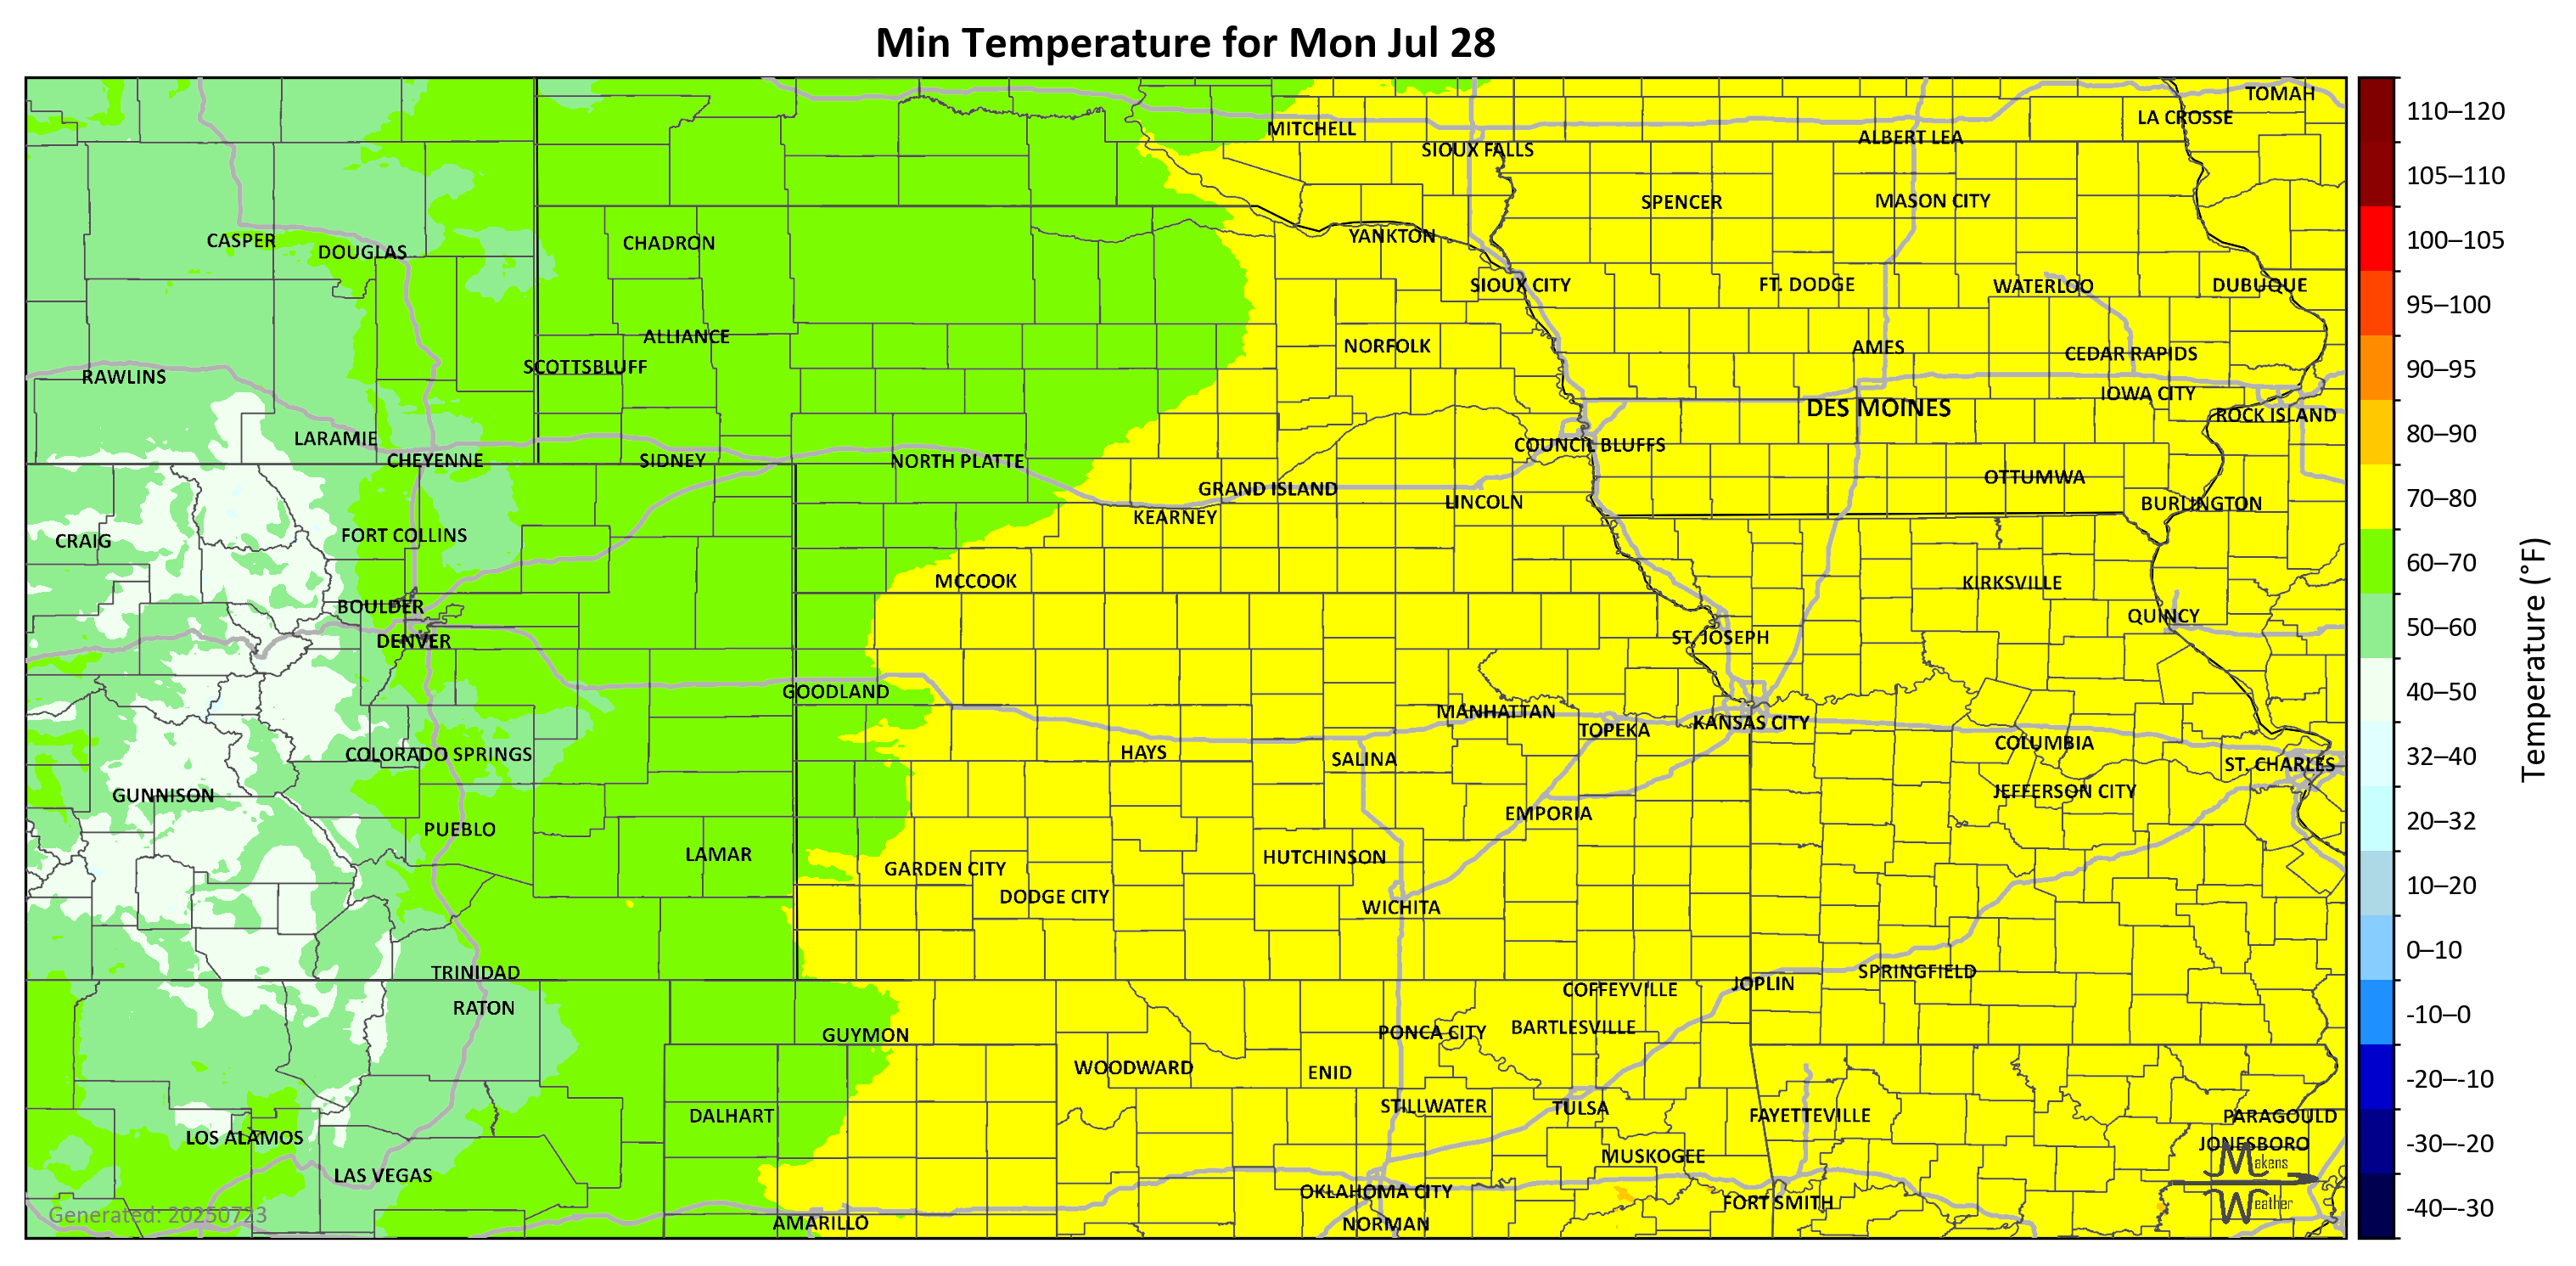 Min Temperature for Mon Jul 28
TOMAH
LA CROSSE
MITCHELL
ALBERT LEA
SIOUX FALLS
SPENCER
MASON CITY
YANKTON
CASPER
CHADRON
DOUGLAS
SIOUX CITY
FT. DODGE
WATERLOO
DUBUQUE
ALLIANCE
NORFOLK
AMES
CEDAR RAPIDS
SCOTTSBLUFF
RAWLINS
IOWA CITY
DES MOINES
ROCK ISLAND
LARAMIE
COUNCIL BLUFFS
CHEYENNE
SIDNEY
NORTH PLATTE
OTTUMWA
GRAND ISLAND
LINCOLN
BURLINGTON
KEARNEY
FORT COLLINS
CRAIG
MCCOOK
KIRKSVILLE
BOULDER
QUINCY
DENVER
ST. JOSEPH
GOODLAND
MANHATTAN
KANSAS CITY
TOPEKA
COLUMBIA
HAYS
COLORADO SPRINGS
SALINA
ST. CHARLES
JEFFERSON CITY
GUNNISON
EMPORIA
PUEBLO
LAMAR
HUTCHINSON
GARDEN CITY
DODGE CITY
WICHITA
TRINIDAD
SPRINGFIELD
JOPLIN
COFFEYVILLE
RATON
BARTLESVILLE
PONCA CITY
GUYMON
WOODWARD
ENID
STILLWATER
TULSA
DALHART
FAYETTEVILLE
PARAGOULD
LOS ALAMOS
JONESBORO
MUSKOGEE
LAS VEGAS
OKLAHOMA CITY
FORT SMITH
AMARILLO
NORMAN
Makens
Weather
Generated: 20250723
110–120
105–110
100–105
95–100
90–95
80–90
70–80
60–70
50–60
40–50
32–40
20–32
10–20
0–10
-10–0
-20–-10
-30–-20
-40–-30
Temperature (°F)